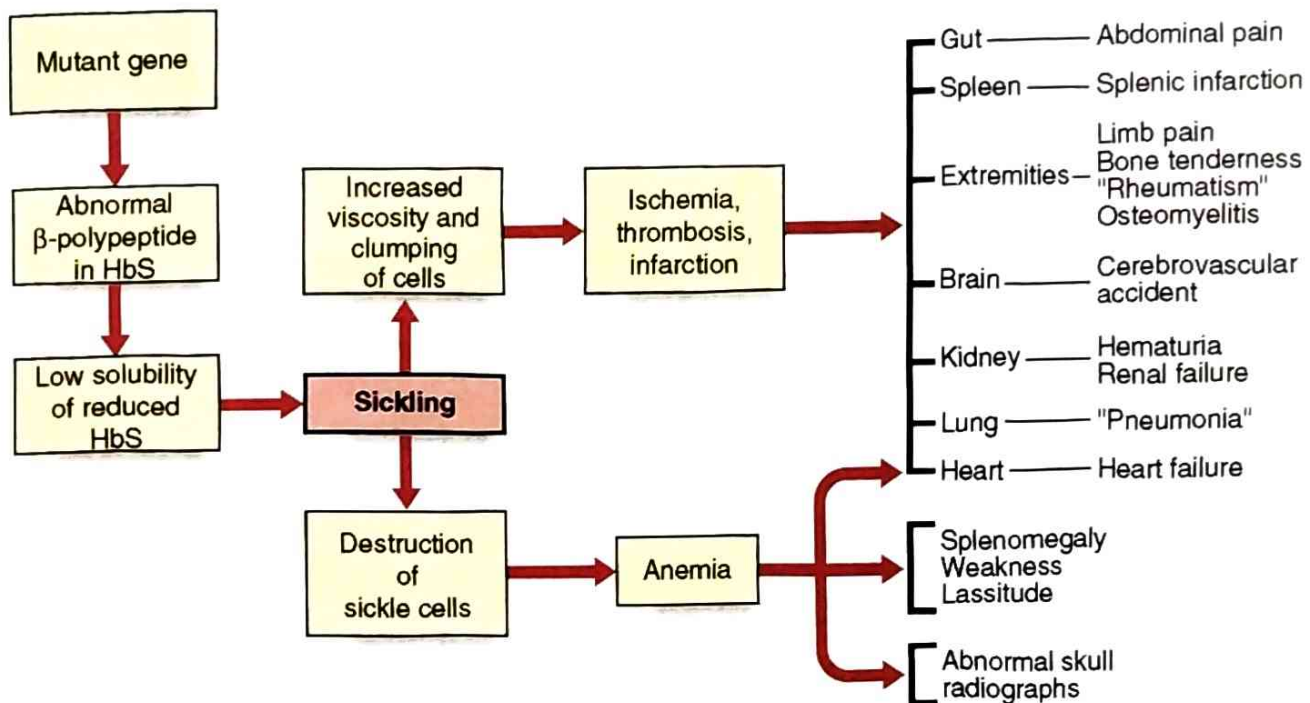 Mutant gene
Abnormal
β-polypeptide
in HbS
Low solubility
of reduced
HbS
Sickling
Increased
viscosity and
clumping
of cells
Ischemia,
thrombosis,
infarction
Gut
Abdominal pain
Spleen
Splenic infarction
Extremities
Limb pain
Bone tenderness
"Rheumatism"
Osteomyelitis
Brain
Cerebrovascular
accident
Kidney
Hematuria
Renal failure
Lung
"Pneumonia"
Heart
Heart failure
Destruction
of
sickle cells
Anemia
Splenomegaly
Weakness
Lassitude
Abnormal skull
radiographs